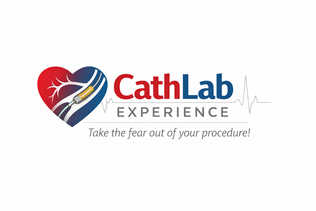 CathLab
EXPERIENCE
Take the fear out of your procedure!